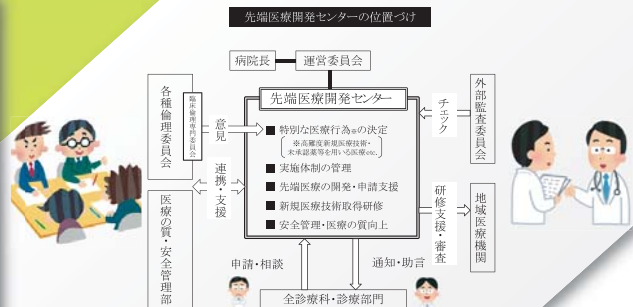 先端医療開発センターの位置づけ
病院長
運営委員会
各種倫理委員会
臨床倫理専門委員会
意見
先端医療開発センター
■ 特別な医療行為※の決定
※高難度新規医療技術・
未承認薬等を用いる医療etc.
■ 実施体制の管理
■ 先端医療の開発・申請支援
■ 新規医療技術取得研修
■ 安全管理・医療の質向上
チェック
外部監査委員会
連携・支援
医療の質・安全管理部
研修支援・審査
地域医療機関
申請・相談
通知・助言
全診療科・診療部門